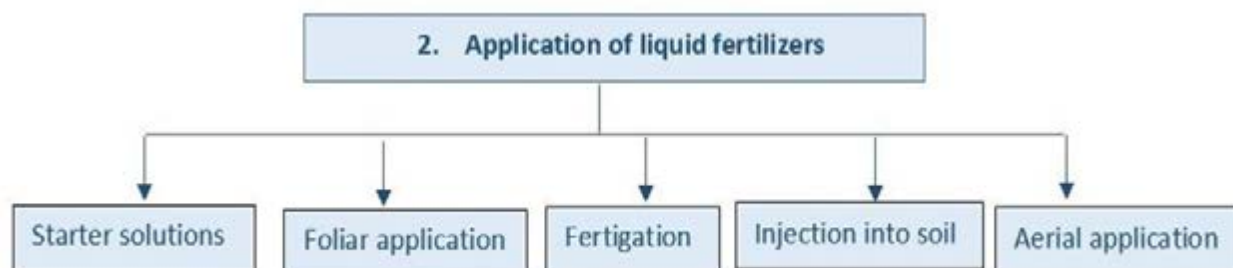 2. Application of liquid fertilizers
Starter solutions
Foliar application
Fertigation
Injection into soil
Aerial application